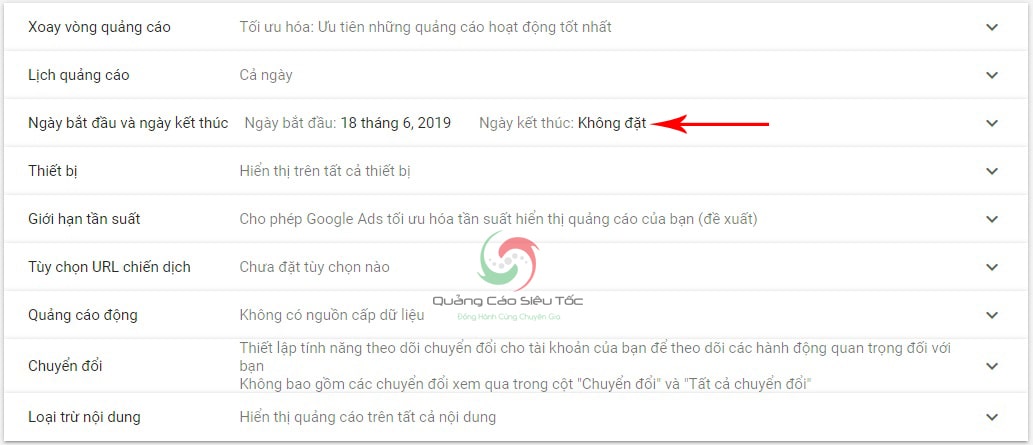 Xoay vòng quảng cáo Tối ưu hóa: Ưu tiên những quảng cáo hoạt động tốt nhất
Lịch quảng cáo Cả ngày
Ngày bắt đầu và ngày kết thúc Ngày bắt đầu: 18 tháng 6, 2019 Ngày kết thúc: Không đặt
Thiết bị Hiển thị trên tất cả thiết bị
Giới hạn tần suất Cho phép Google Ads tối ưu hóa tần suất hiển thị quảng cáo của bạn (đề xuất)
Tùy chọn URL chiến dịch Chưa đặt tùy chọn nào
Quảng Cáo Siêu Tốc
Đồng Hành Cùng Chuyên Gia
Quảng cáo động Không có nguồn cấp dữ liệu
Chuyển đổi Thiết lập tính năng theo dõi chuyển đổi cho tài khoản của bạn để theo dõi các hành động quan trọng đối với
bạn
Không bao gồm các chuyển đổi xem qua trong cột "Chuyển đổi" và "Tất cả chuyển đổi"
Loại trừ nội dung Hiển thị quảng cáo trên tất cả nội dung